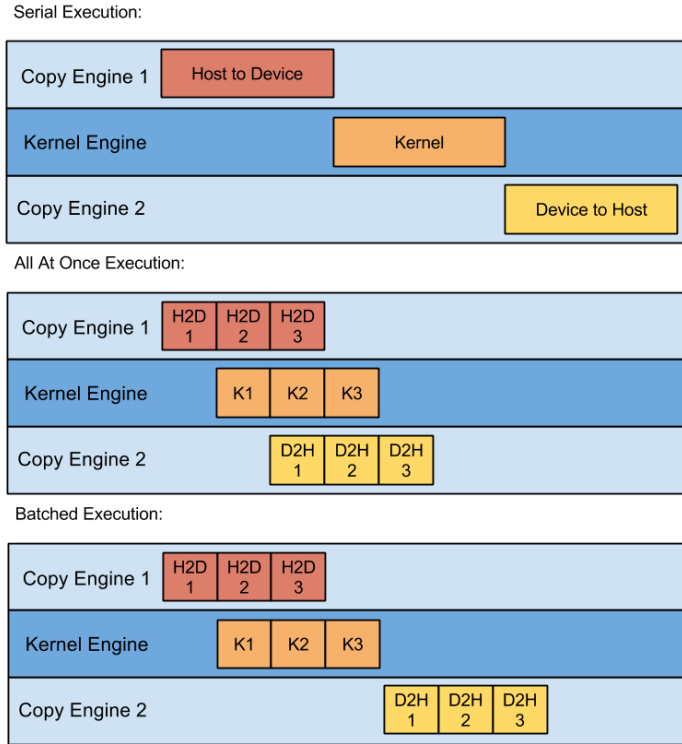 Serial Execution:
Copy Engine 1
Host to Device
Kernel Engine
Kernel
Copy Engine 2
Device to Host
All At Once Execution:
Copy Engine 1
H2D
1
H2D
2
H2D
3
Kernel Engine
K1
K2
K3
Copy Engine 2
D2H
1
D2H
2
D2H
3
Batched Execution:
Copy Engine 1
H2D
1
H2D
2
H2D
3
Kernel Engine
K1
K2
K3
Copy Engine 2
D2H
1
D2H
2
D2H
3